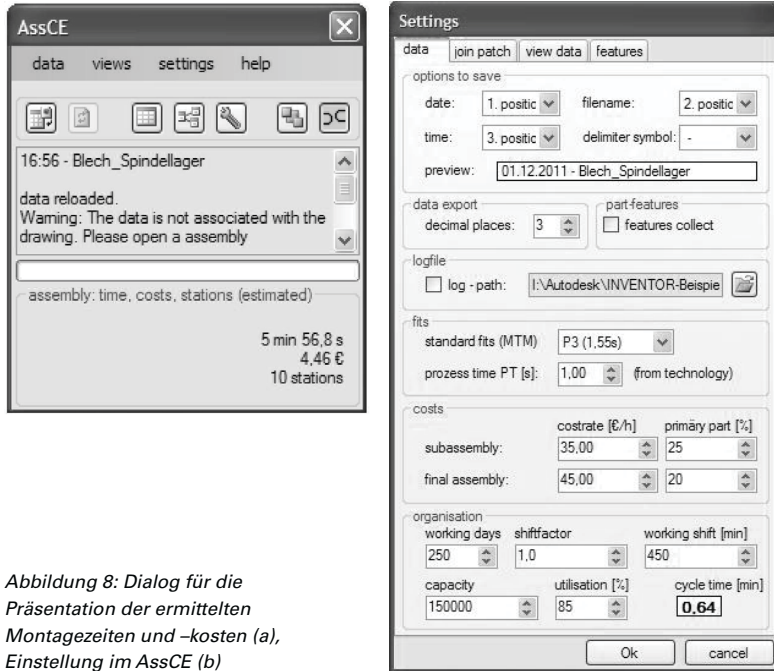 AssCE
data views settings help
16:56 - Blech_Spindellager
data reloaded.
Warning: The data is not associated with the
drawing. Please open a assembly
assembly: time, costs, stations (estimated)
5 min 56,8 s
4,46 €
10 stations
Abbildung 8: Dialog für die
Präsentation der ermittelten
Montagezeiten und –kosten (a),
Einstellung im AssCE (b)
Settings
data join patch view data features
options to save
date: 1. positic filename: 2. positic
time: 3. positic delimiter symbol: -
preview: 01.12.2011 - Blech_Spindellager
data export part-features
decimal places: 3 features collect
logfile
log - path: I:\Autodesk\INVENTOR-Beispie
fits
standard fits (MTM) P3 (1,55s)
prozess time PT [s]: 1,00 (from technology)
costs
costrate [€/h] primäry part [%]
subassembly: 35,00 25
final assembly: 45,00 20
organisation
working days shiftfactor working shift [min]
250 1,0 450
capacity utilisation [%] cycle time [min]
150000 85 0,64
Ok cancel